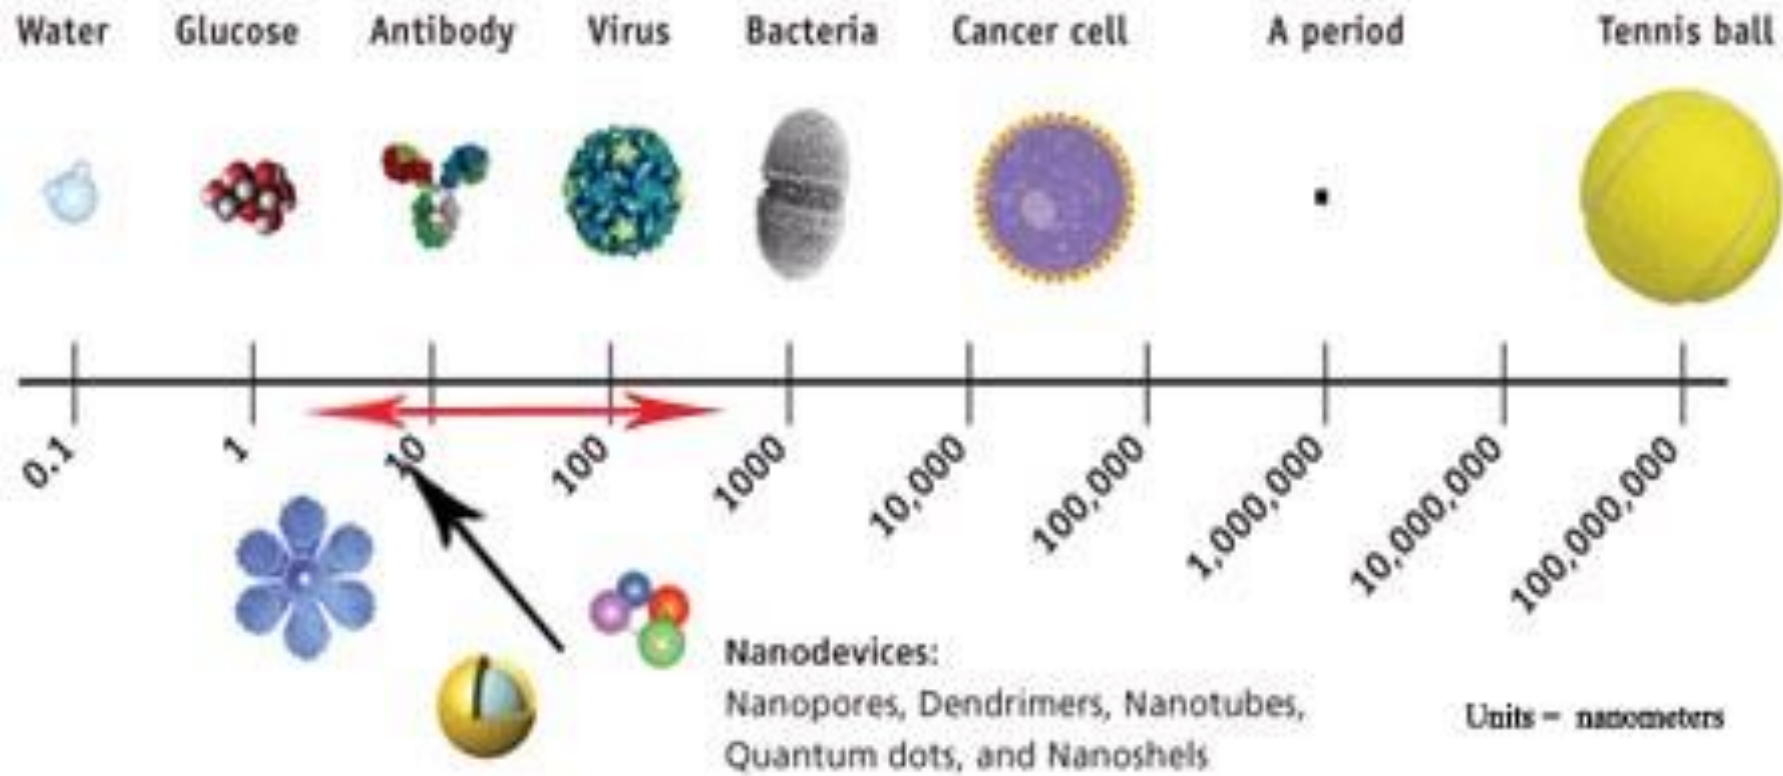 Water Glucose Antibody Virus Bacteria Cancer cell A period Tennis ball
0.1 1 10 100 1000 10,000 100,000 1,000,000 10,000,000 100,000,000
Nanodevices:
Nanopores, Dendrimers, Nanotubes,
Quantum dots, and Nanoshels
Units = nanometers